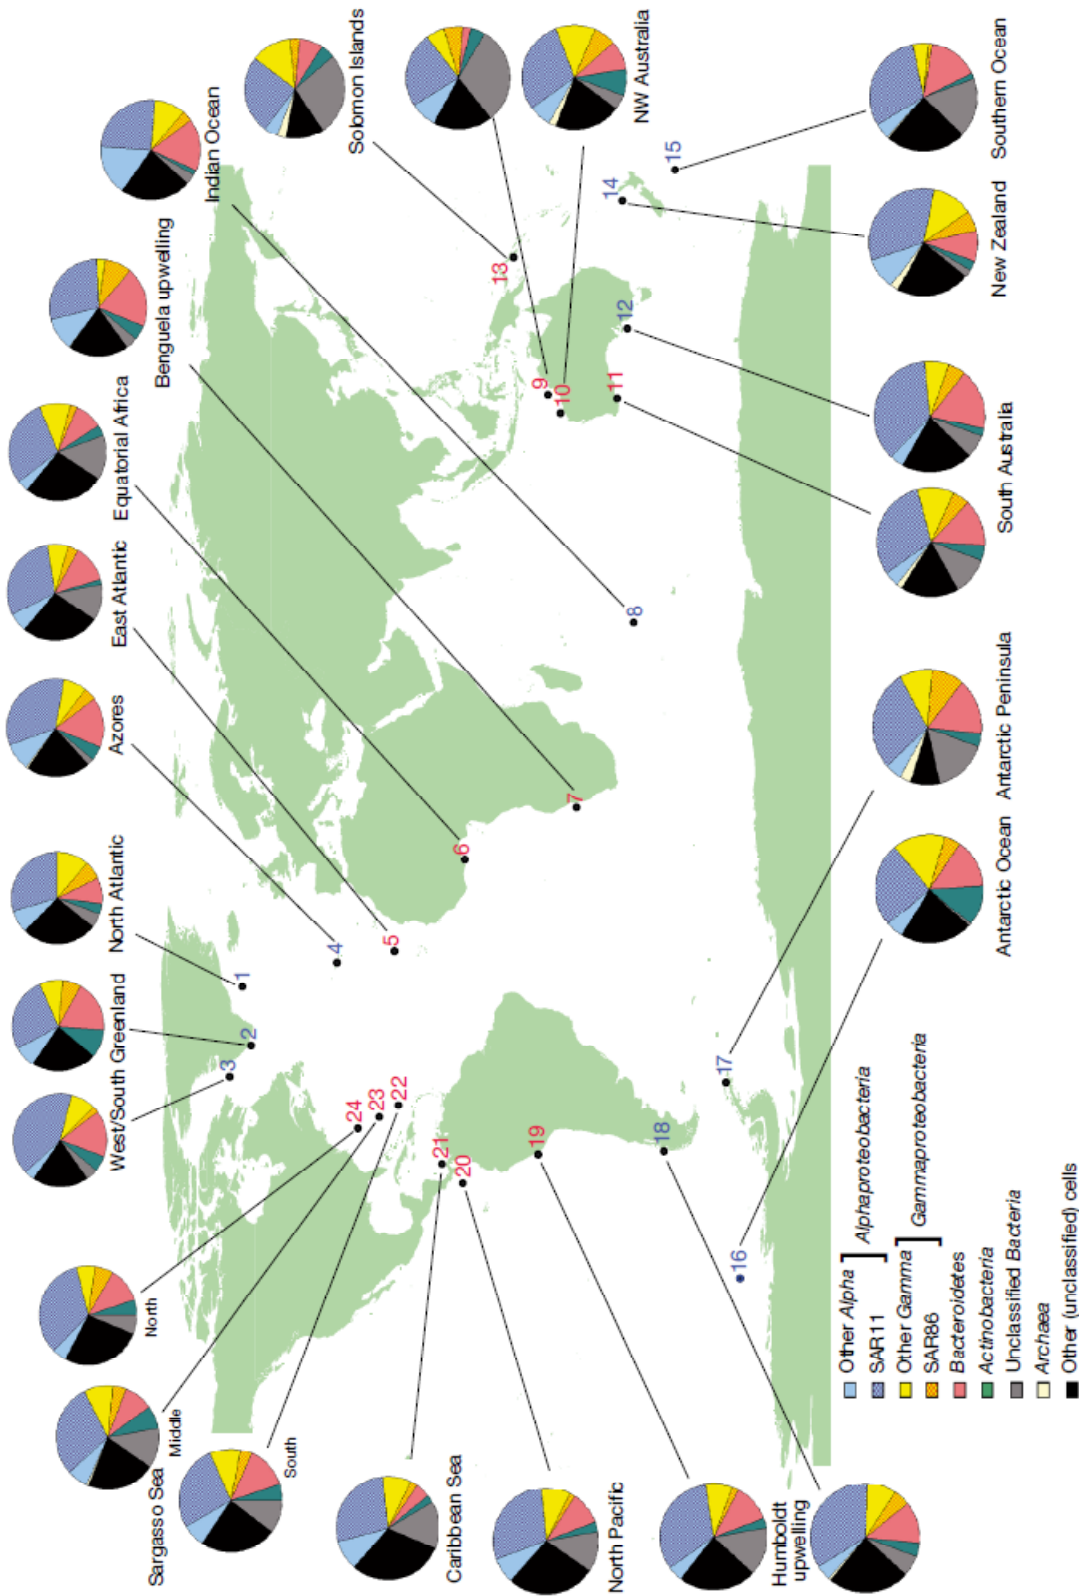 West/South Greenland
North Atlantic
Azores
East Atlantic
Equatorial Africa
Benguela upwelling
Indian Ocean
Solomon Islands
NW Australia
North
Middle
South
Sargasso Sea
Caribbean Sea
North Pacific
Humboldt
upwelling
Antarctic Ocean
Antarctic Peninsula
South Australia
New Zealand
Southern Ocean
1
2
3
4
5
6
7
8
9
10
11
12
13
14
15
16
17
18
19
20
21
22
23
24
Other Alpha
SAR11
] Alphaproteobacteria
Other Gamma
SAR86
] Gammaproteobacteria
Bacteroidetes
Actinobacteria
Unclassified Bacteria
Archaea
Other (unclassified) cells